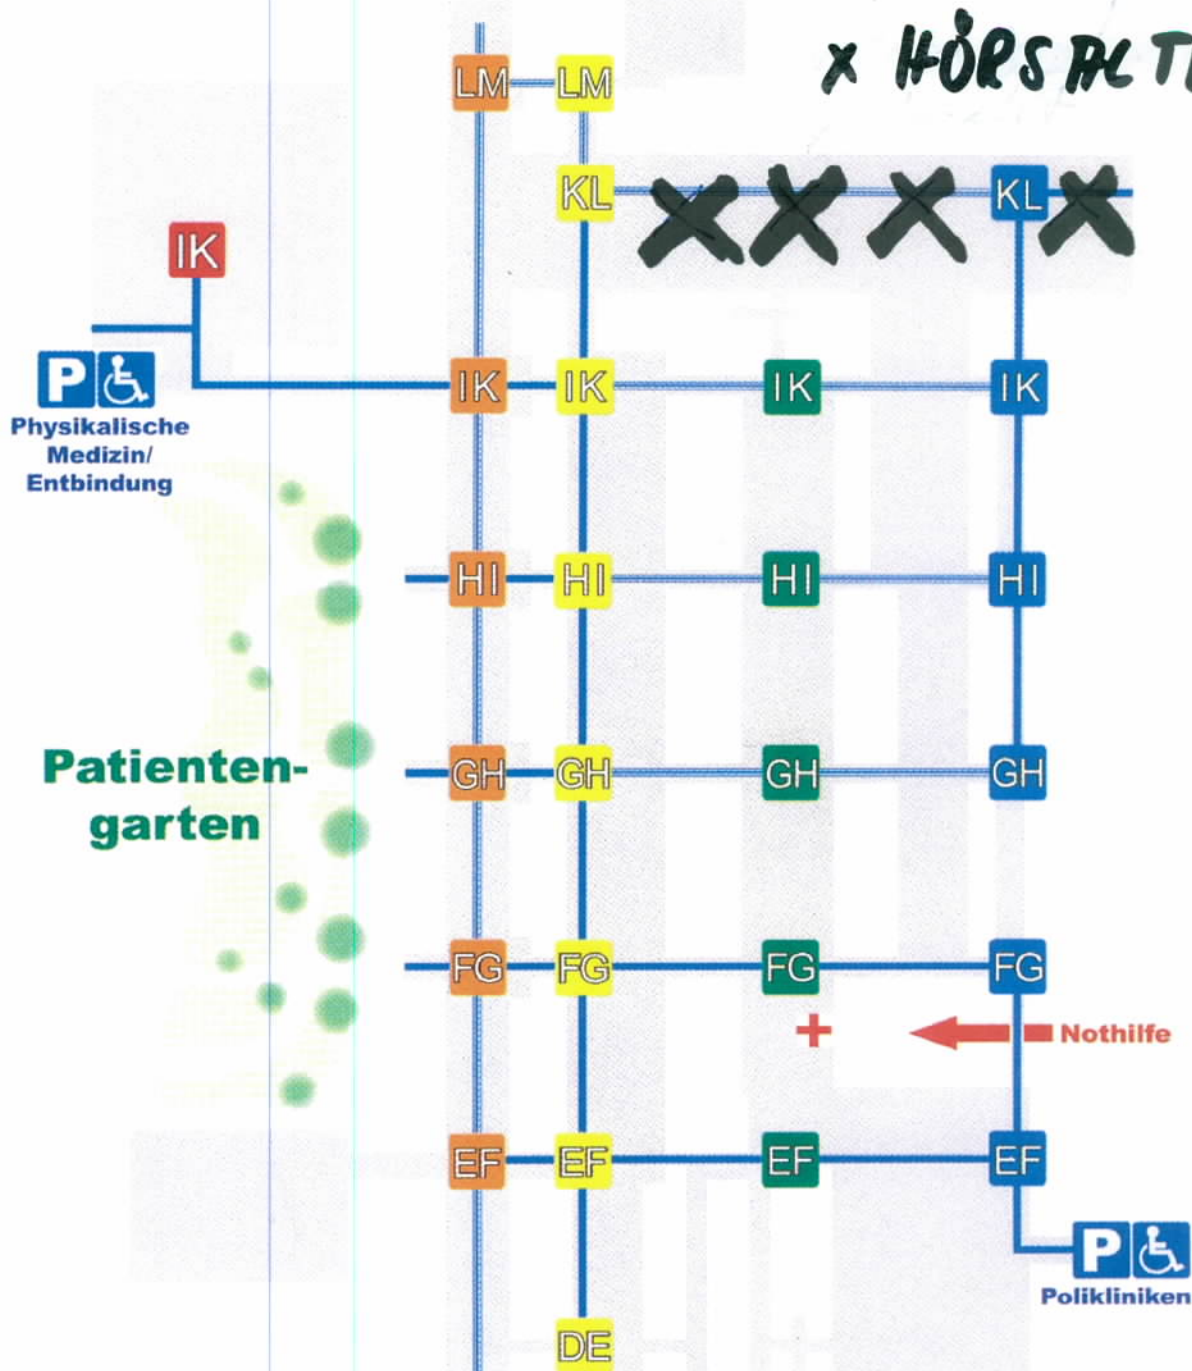 x HÖRSAALTR
LM LM
KL KL
IK
IK IK IK IK
P
Physikalische
Medizin/
Entbindung
HI HI HI HI
Patienten-
garten
GH GH GH GH
FG FG FG FG
Nothilfe
EF EF EF EF
P
Polikliniken
DE